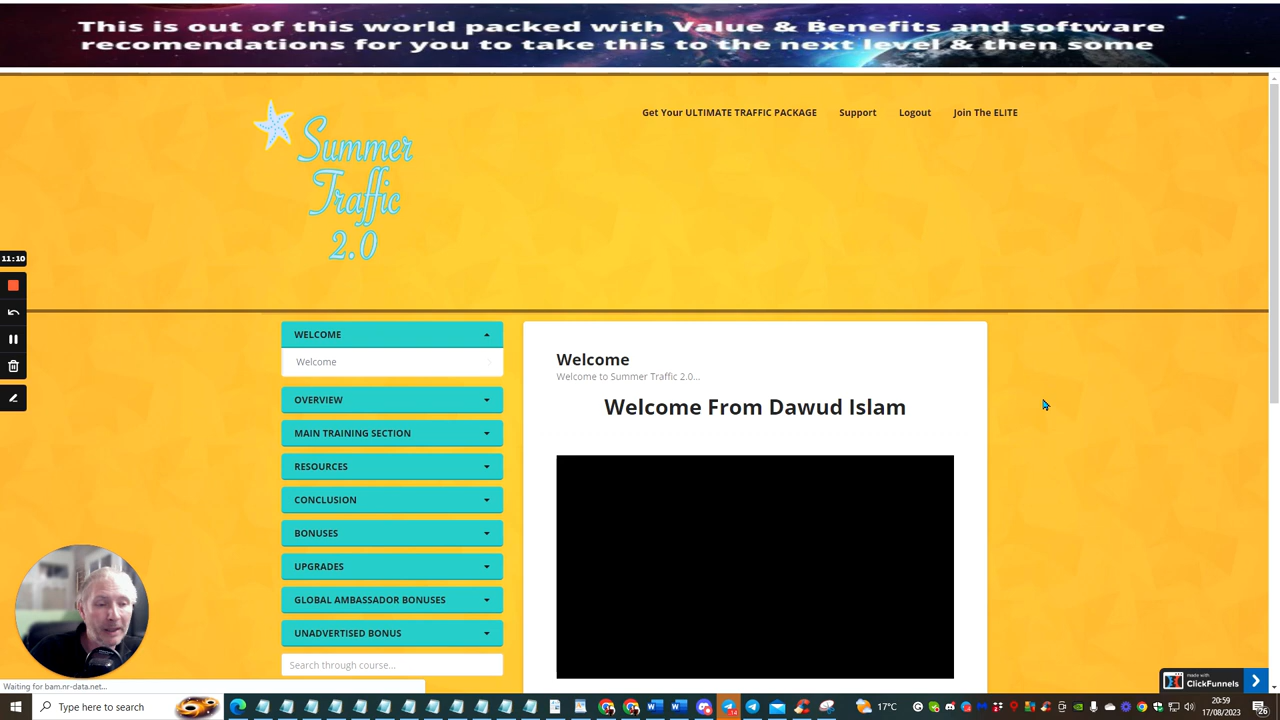 This is out of this world packed with Value & Benefits and software
recomendations for you to take this to the next level & then some
Get Your ULTIMATE TRAFFIC PACKAGE
Support
Logout
Join The ELITE
Summer
Traffic
2.0
11:10
WELCOME
Welcome
OVERVIEW
MAIN TRAINING SECTION
RESOURCES
CONCLUSION
BONUSES
UPGRADES
GLOBAL AMBASSADOR BONUSES
UNADVERTISED BONUS
Search through course...
Welcome
Welcome to Summer Traffic 2.0...
Welcome From Dawud Islam
made with
ClickFunnels
Waiting for bam.nr-data.net...
Type here to search
17°C
20:59
17/08/2023